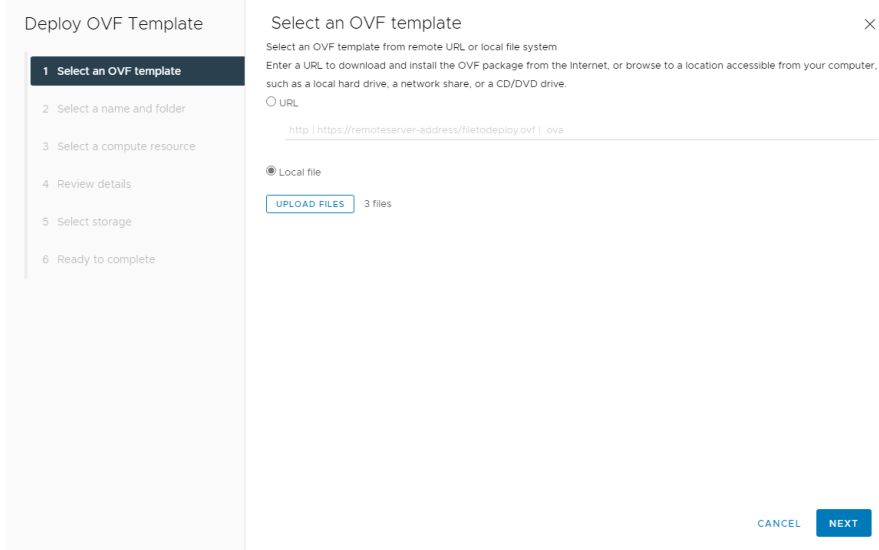 Deploy OVF Template
1 Select an OVF template
2 Select a name and folder
3 Select a compute resource
4 Review details
5 Select storage
6 Ready to complete
Select an OVF template
Select an OVF template from remote URL or local file system
Enter a URL to download and install the OVF package from the Internet, or browse to a location accessible from your computer,
such as a local hard drive, a network share, or a CD/DVD drive.
URL
http | https://remoteserver-address/filetodeploy.ovf | .ova
Local file
UPLOAD FILES 3 files
CANCEL NEXT